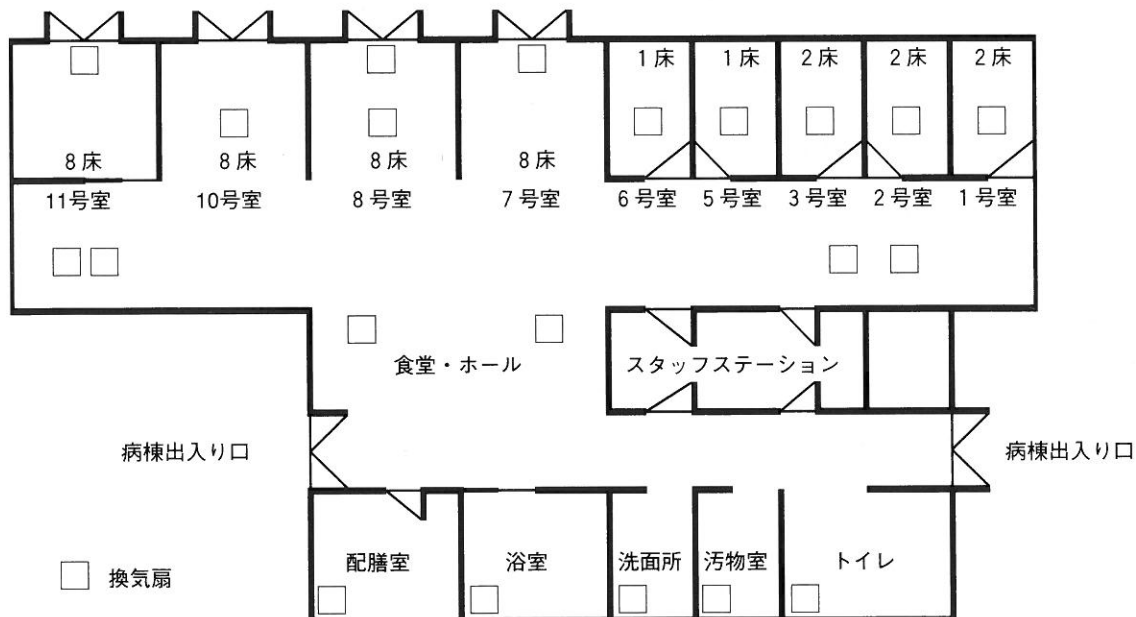 1床 1床 2床 2床 2床
8床 8床 8床 8床
11号室 10号室 8号室 7号室 6号室 5号室 3号室 2号室 1号室
食堂・ホール
スタッフステーション
病棟出入り口
病棟出入り口
配膳室 浴室 洗面所 汚物室 トイレ
換気扇